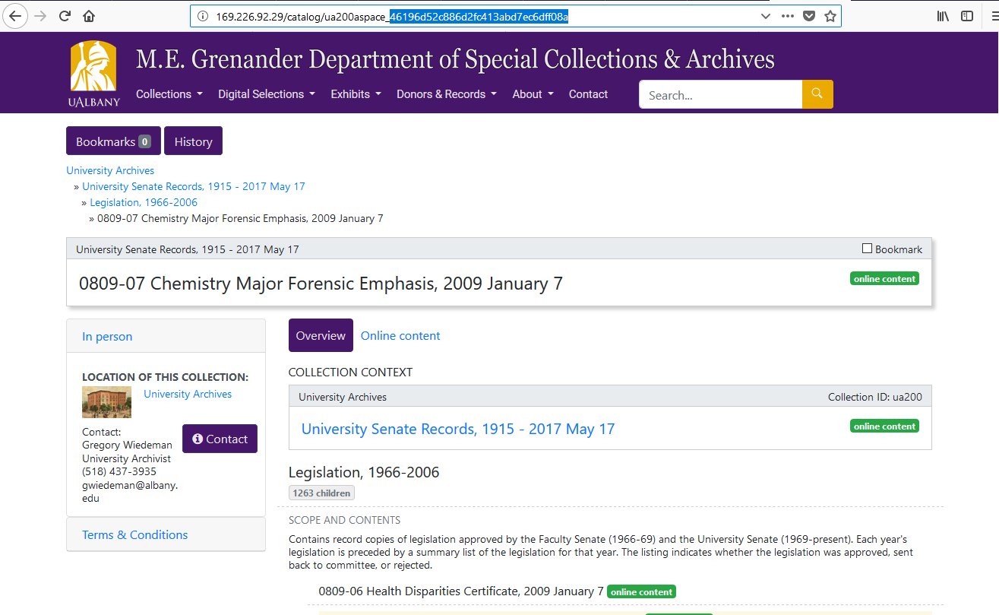 169.226.92.29/catalog/ua200aspace_46196d52c886d2fc413abd7ec6dff08a
M.E. Grenander Department of Special Collections & Archives
UALBANY
Collections Digital Selections Exhibits Donors & Records About Contact
Search...
Bookmarks 0 History
University Archives
» University Senate Records, 1915 - 2017 May 17
» Legislation, 1966-2006
» 0809-07 Chemistry Major Forensic Emphasis, 2009 January 7
University Senate Records, 1915 - 2017 May 17 Bookmark
0809-07 Chemistry Major Forensic Emphasis, 2009 January 7 online content
In person
LOCATION OF THIS COLLECTION:
University Archives
Contact:
Gregory Wiedeman
University Archivist
(518) 437-3935
gwiedeman@albany.
edu
Contact
Terms & Conditions
Overview Online content
COLLECTION CONTEXT
University Archives Collection ID: ua200
University Senate Records, 1915 - 2017 May 17 online content
Legislation, 1966-2006
1263 children
SCOPE AND CONTENTS
Contains record copies of legislation approved by the Faculty Senate (1966-69) and the University Senate (1969-present). Each year's
legislation is preceded by a summary list of the legislation for that year. The listing indicates whether the legislation was approved, sent
back to committee, or rejected.
0809-06 Health Disparities Certificate, 2009 January 7 online content